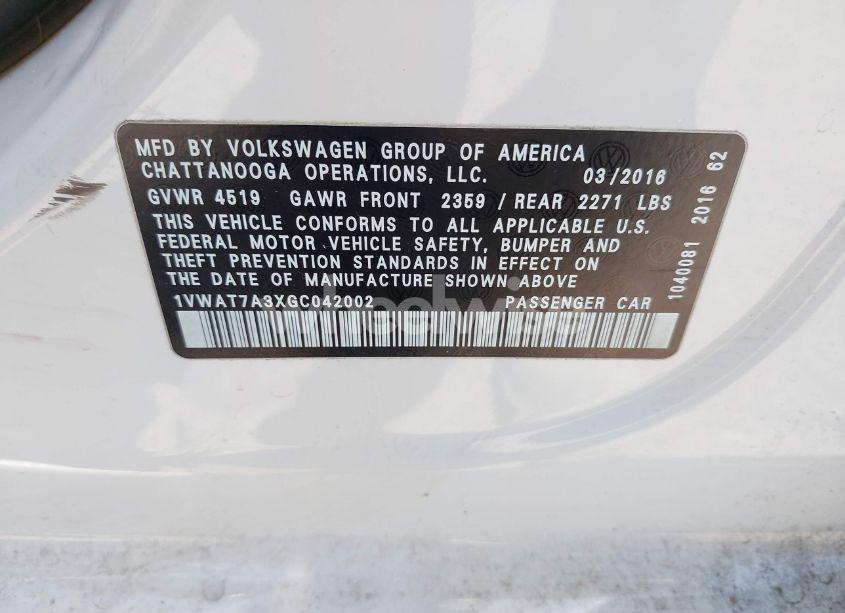 MFD BY VOLKSWAGEN GROUP OF AMERICA
CHATTANOOGA OPERATIONS, LLC. 03/2016
GVWR 4519 GAWR FRONT 2359 / REAR 2271 LBS
THIS VEHICLE CONFORMS TO ALL APPLICABLE U.S.
FEDERAL MOTOR VEHICLE SAFETY, BUMPER AND
THEFT PREVENTION STANDARDS IN EFFECT ON
THE DATE OF MANUFACTURE SHOWN ABOVE
1VWAT7A3XGC042002 PASSENGER CAR
1040081 2016 62